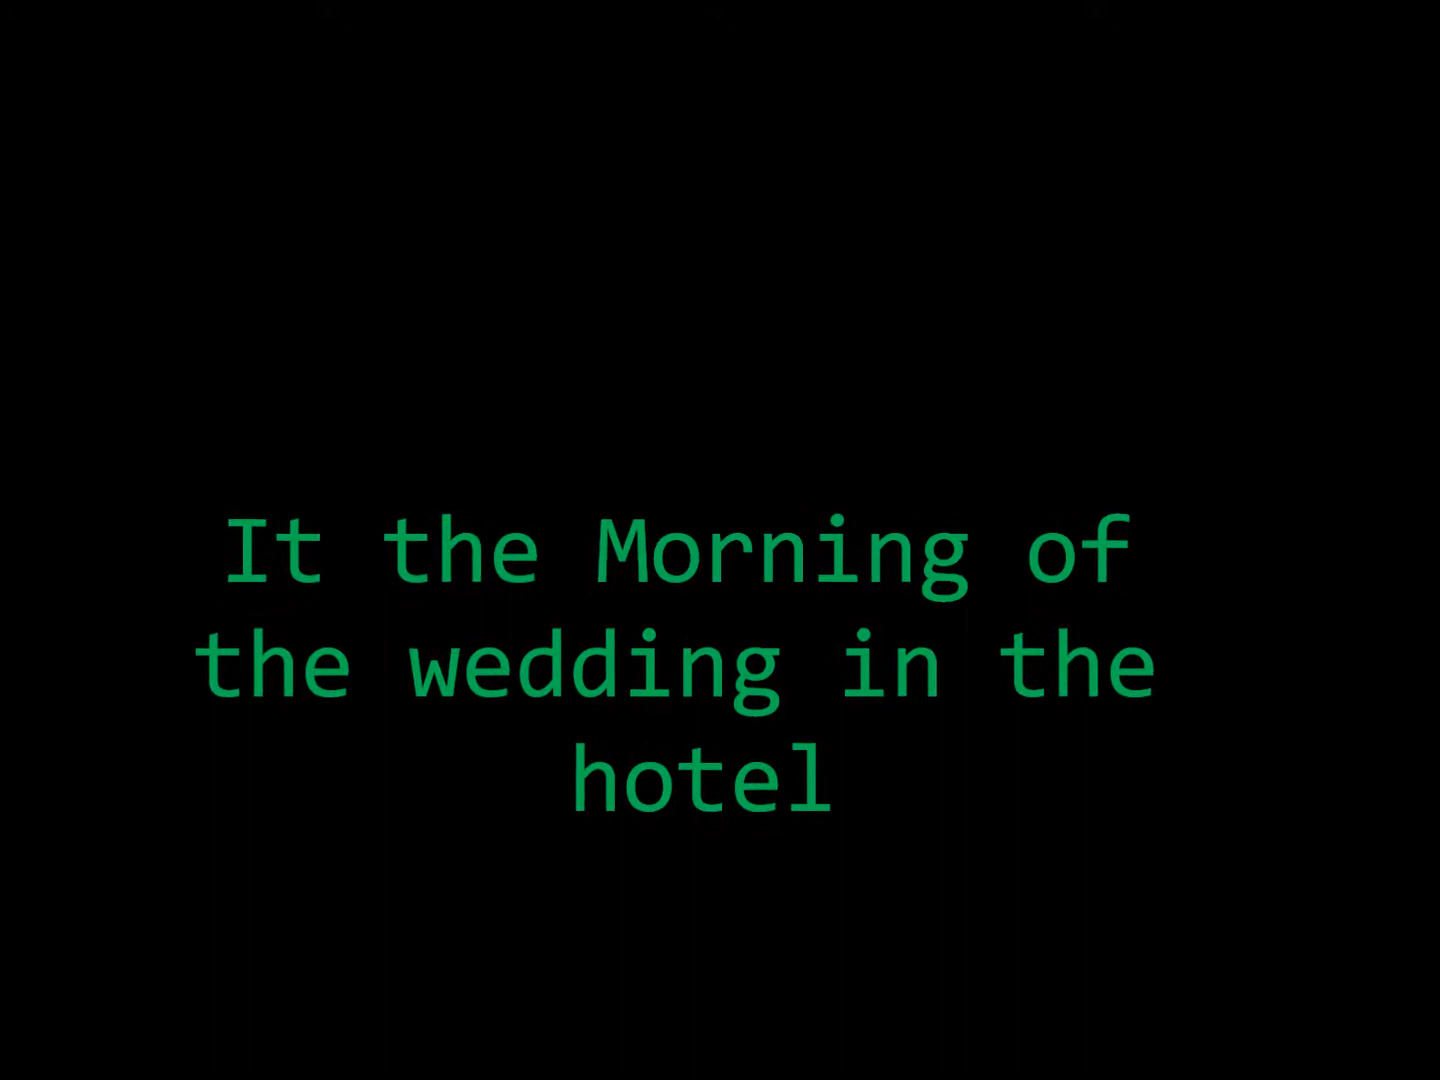 It the Morning of
the wedding in the
hotel